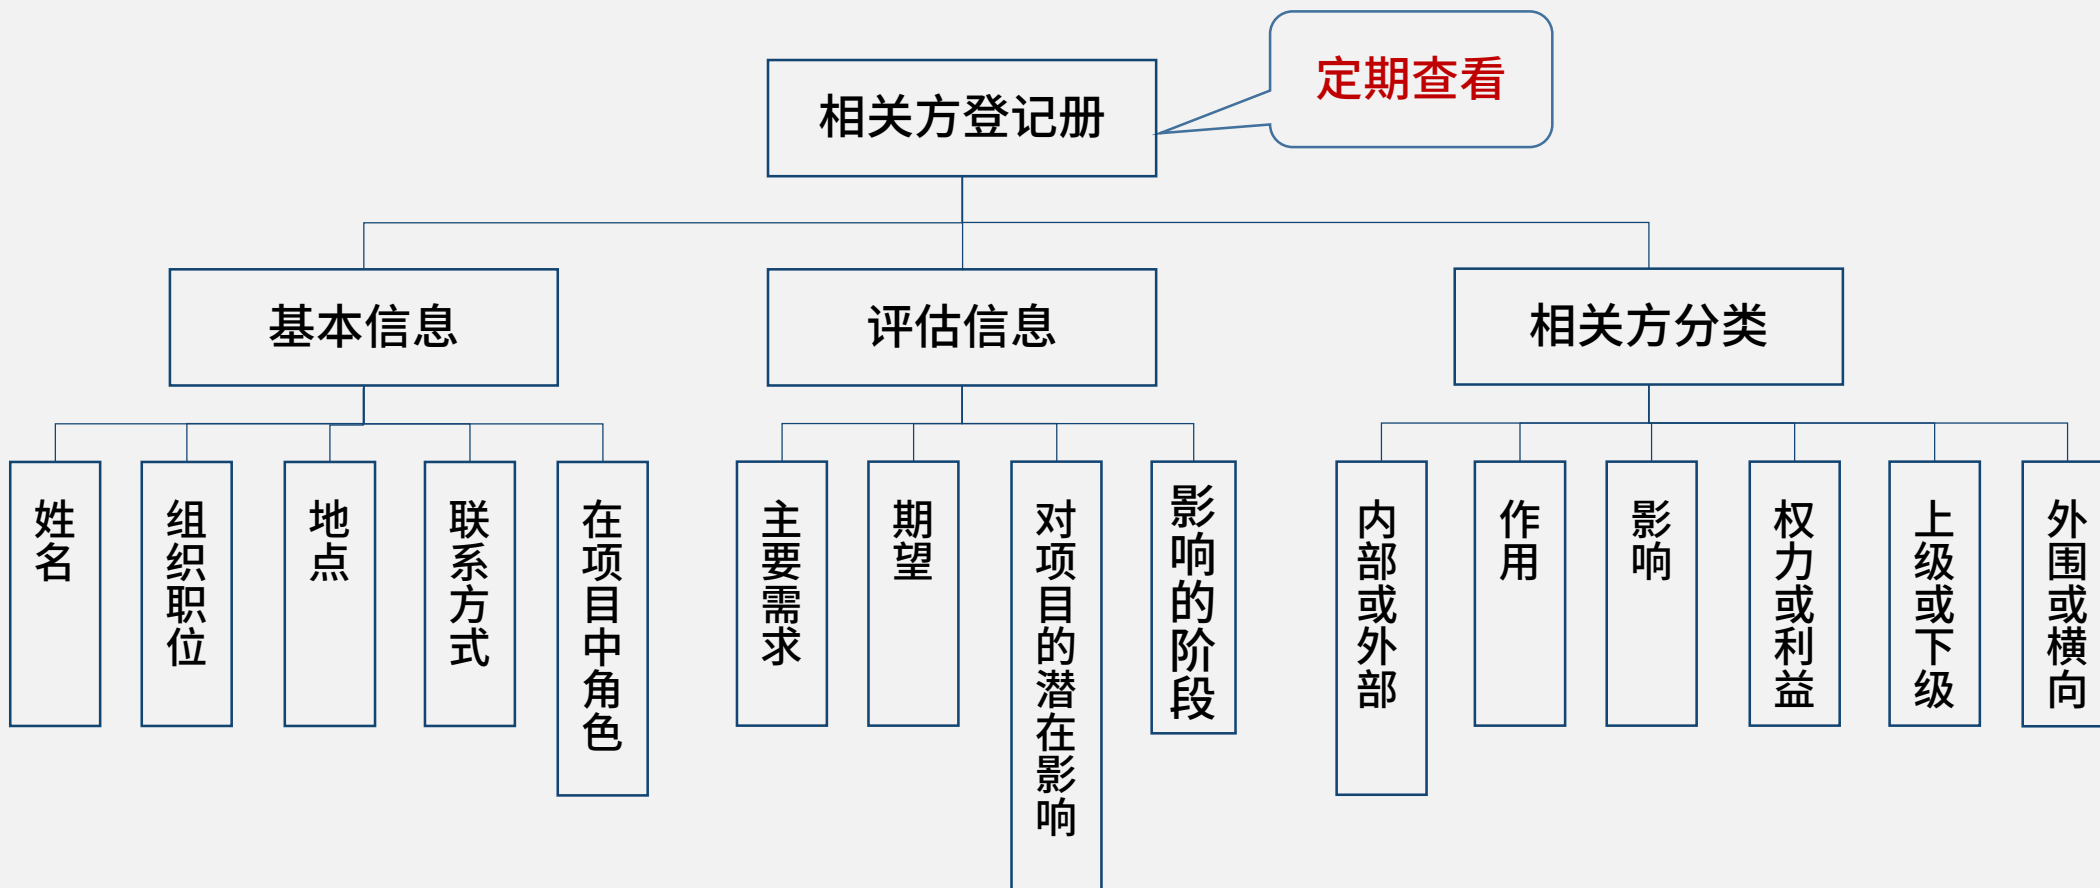 定期查看
相关方登记册
基本信息
评估信息
相关方分类
姓名
组织职位
地点
联系方式
在项目中角色
主要需求
期望
对项目的潜在影响
影响的阶段
内部或外部
作用
影响
权力或利益
上级或下级
外围或横向